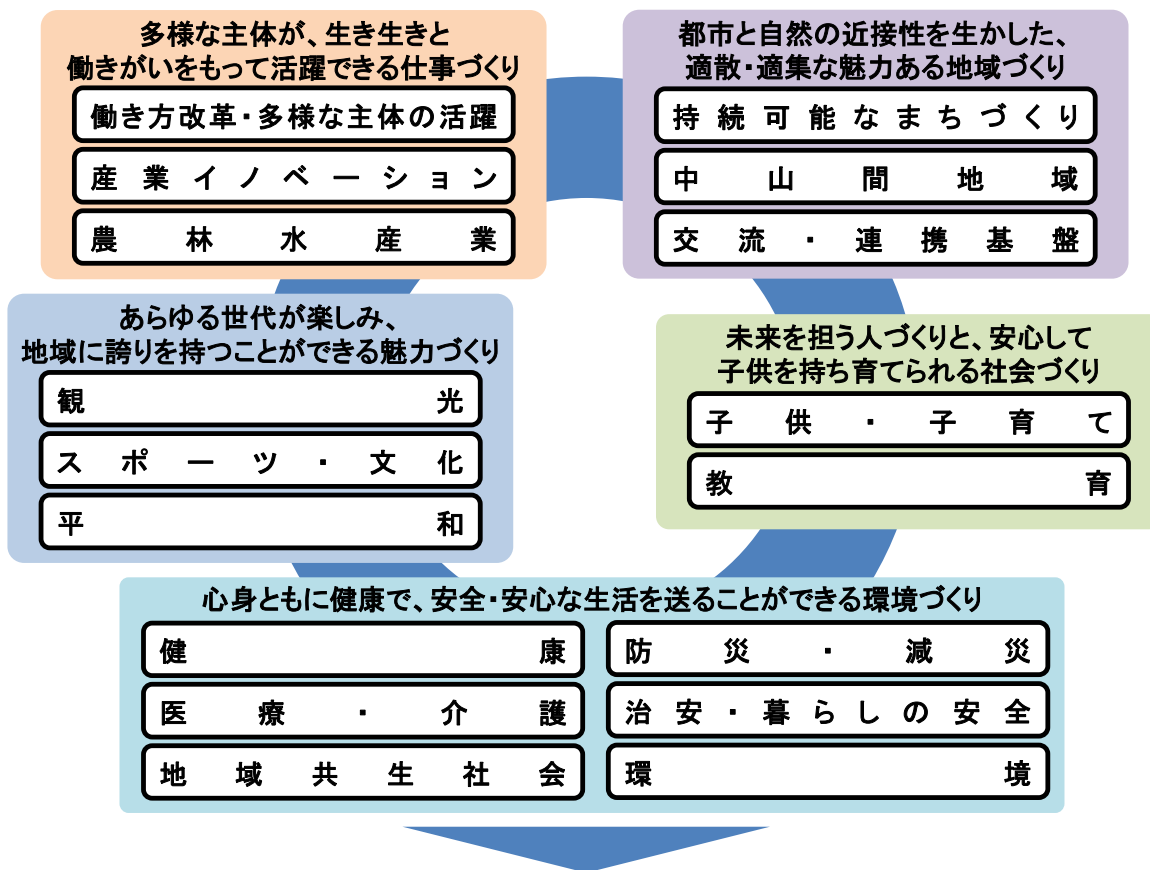 多様な主体が、生き生きと
働きがいをもって活躍できる仕事づくり
働き方改革・多様な主体の活躍
産業イノベーション
農林水産業
都市と自然の近接性を生かした、
適散・適集な魅力ある地域づくり
持続可能なまちづくり
中山間地域
交流・連携基盤
あらゆる世代が楽しみ、
地域に誇りを持つことができる魅力づくり
観光
スポーツ・文化
平和
未来を担う人づくりと、安心して
子供を持ち育てられる社会づくり
子供・子育て
教育
心身ともに健康で、安全・安心な生活を送ることができる環境づくり
健康
医療・介護
地域共生社会
防災・減災
治安・暮らしの安全
環境